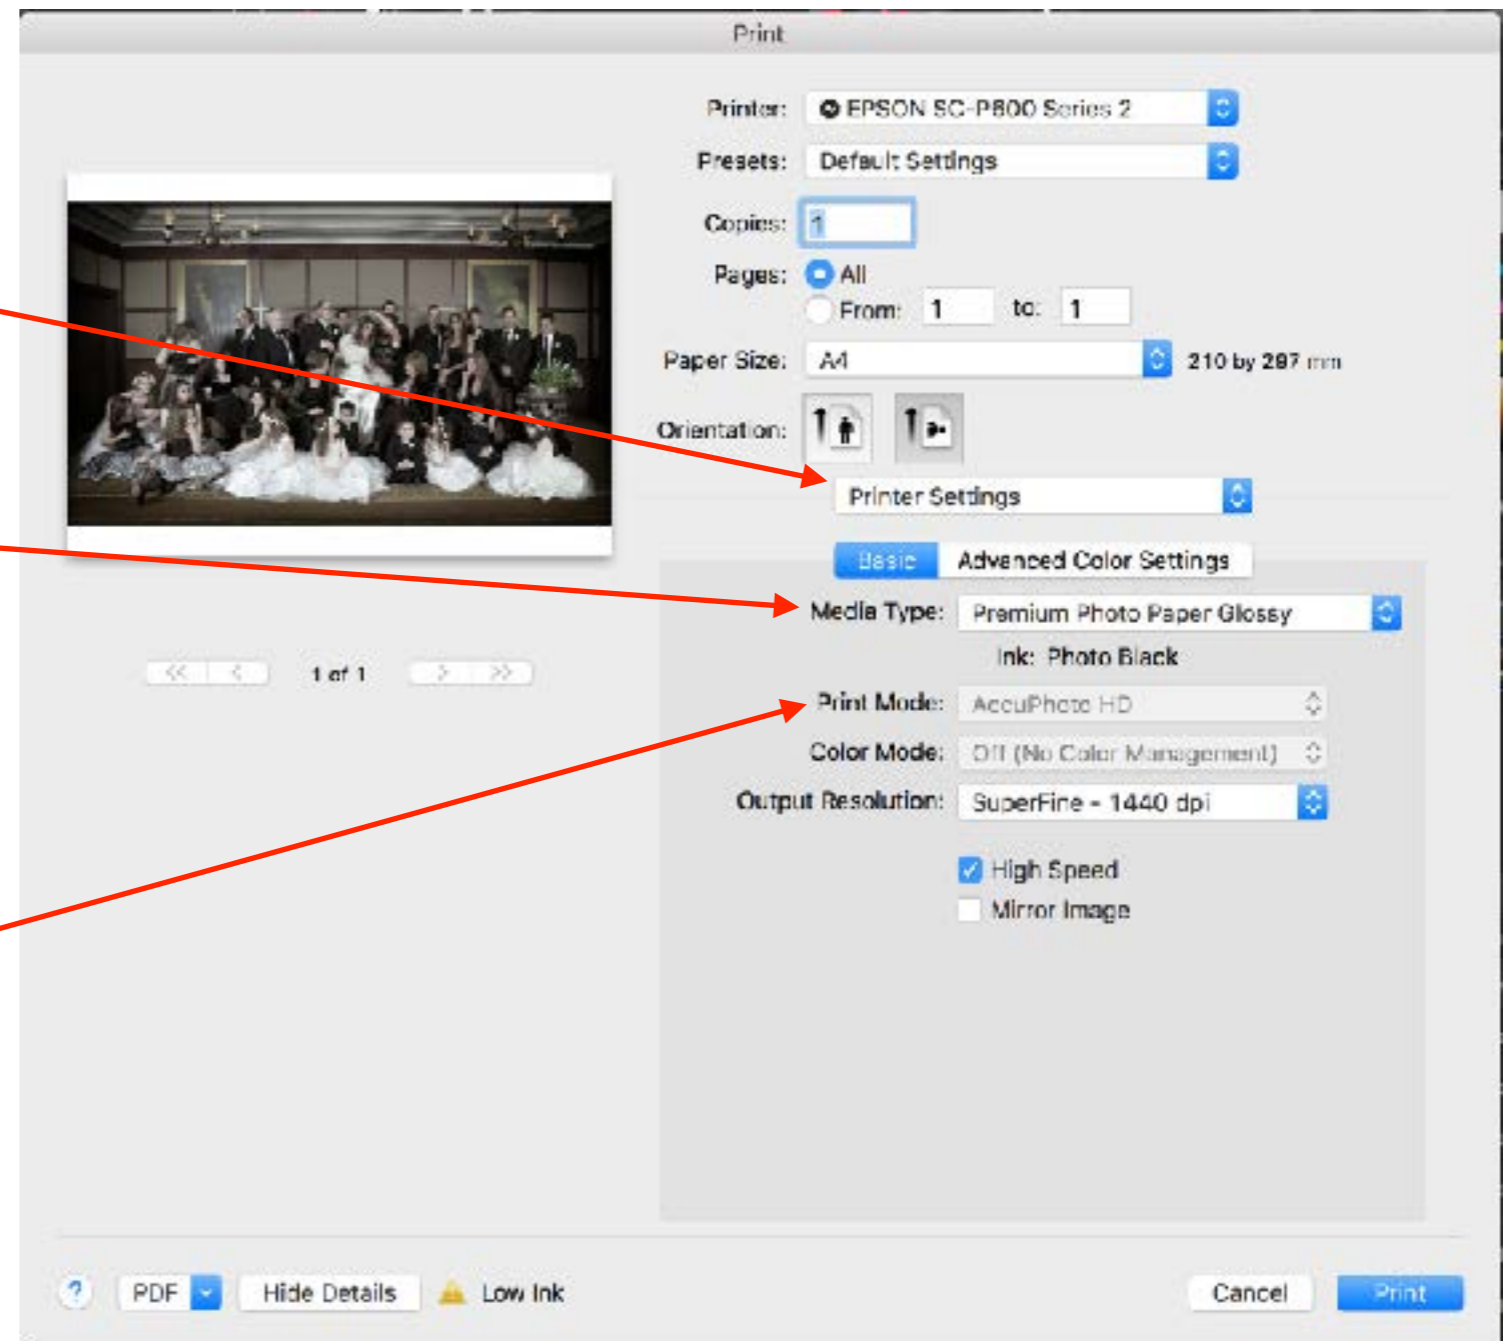 Print
Printer: EPSON SC-P800 Series 2
Presets: Default Settings
Copies: 1
Pages: All
From: 1 to: 1
Paper Size: A4 210 by 297 mm
Orientation:
Printer Settings
Basic Advanced Color Settings
Media Type: Premium Photo Paper Glossy
Ink: Photo Black
<< < 1 of 1 > >>
Print Mode: AccuPhoto HD
Color Mode: Off (No Color Management)
Output Resolution: SuperFine - 1440 dpi
High Speed
Mirror Image
? PDF Hide Details Low Ink Cancel Print